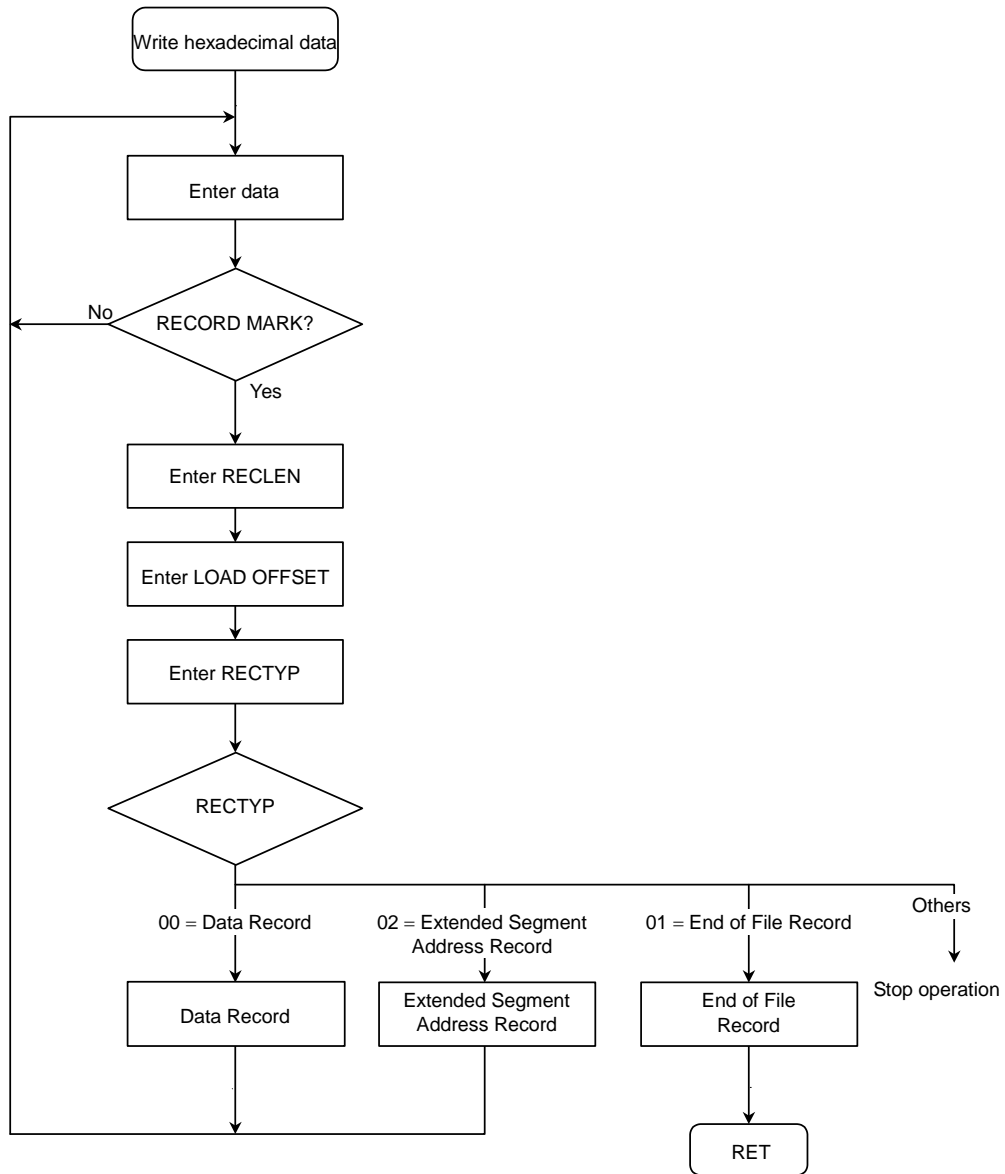 Write hexadecimal data
Enter data
RECORD MARK?
No
Yes
Enter RECLEN
Enter LOAD OFFSET
Enter RECTYP
RECTYP
00 = Data Record
02 = Extended Segment
Address Record
01 = End of File Record
Others
Data Record
Extended Segment
Address Record
End of File
Record
Stop operation
RET